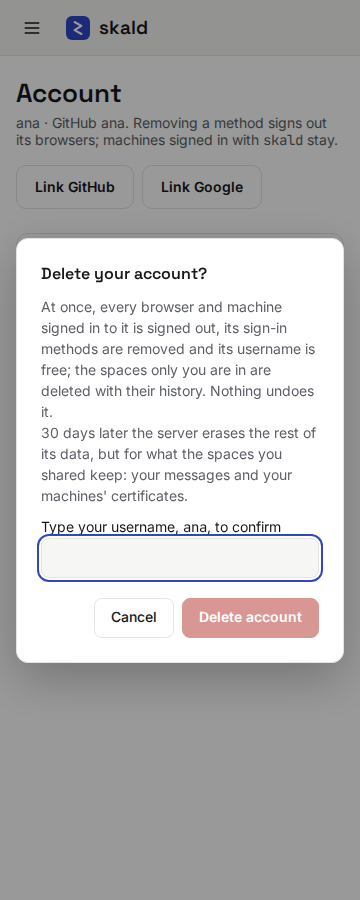 skald
Account
ana · GitHub ana. Removing a method signs out
its browsers; machines signed in with skald stay.
Link GitHub
Link Google
Delete your account?
At once, every browser and machine
signed in to it is signed out, its sign-in
methods are removed and its username is
free; the spaces only you are in are
deleted with their history. Nothing undoes
it.
30 days later the server erases the rest of
its data, but for what the spaces you
shared keep: your messages and your
machines' certificates.
Type your username, ana, to confirm
Cancel
Delete account